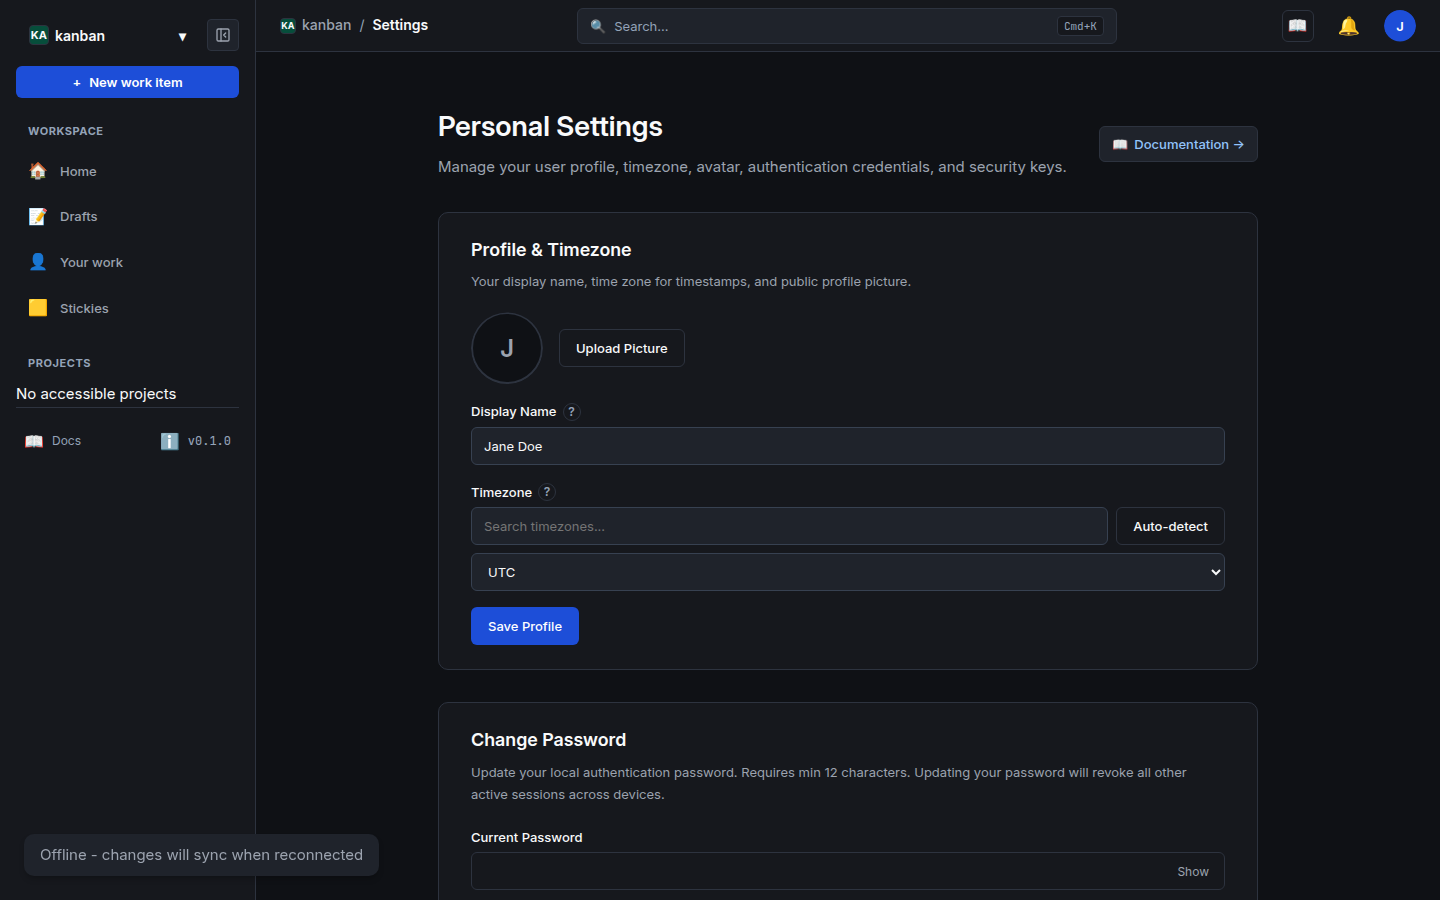 KA kanban ▼
+ New work item
WORKSPACE
Home
Drafts
Your work
Stickies
PROJECTS
No accessible projects
Docs
v0.1.0
KA kanban / Settings
Search...
Cmd+K
J
Personal Settings
Manage your user profile, timezone, avatar, authentication credentials, and security keys.
Documentation →
Profile & Timezone
Your display name, time zone for timestamps, and public profile picture.
J
Upload Picture
Display Name ?
Jane Doe
Timezone ?
Search timezones...
Auto-detect
UTC
Save Profile
Change Password
Update your local authentication password. Requires min 12 characters. Updating your password will revoke all other
active sessions across devices.
Current Password
Show
Offline - changes will sync when reconnected